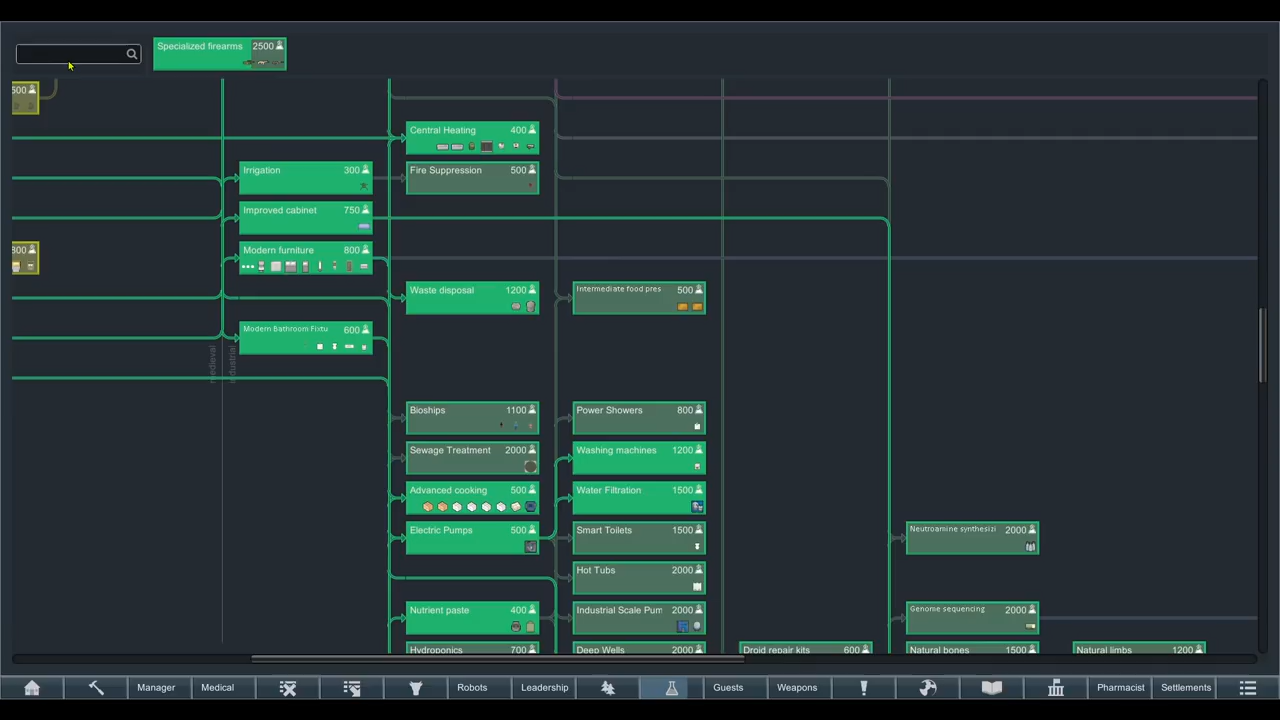 Specialized firearms 2500
500
Central Heating 400
Irrigation 300
Fire Suppression 500
Improved cabinet 750
Modern furniture 800
Waste disposal 1200
Intermediate food pres 500
Modern Bathroom Fixtu 600
medieval
industrial
Bioships 1100
Power Showers 800
Sewage Treatment 2000
Washing machines 1200
Advanced cooking 500
Water Filtration 1500
Electric Pumps 500
Smart Toilets 1500
Neutroamine synthesizi 2000
Hot Tubs 2000
Nutrient paste 400
Industrial Scale Pum 2000
Genome sequencing 2000
Hydroponics 700
Deep Wells 2000
Droid repair kits 600
Natural bones 1500
Natural limbs 1200
Manager Medical Robots Leadership Guests Weapons Pharmacist Settlements